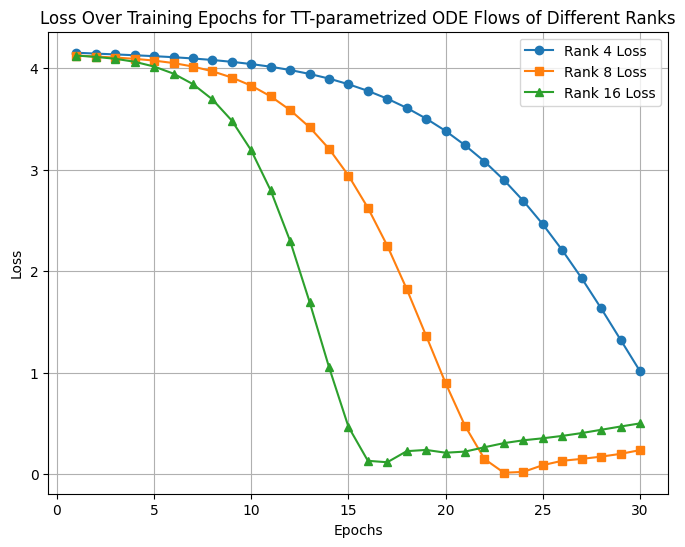 Loss Over Training Epochs for TT-parametrized ODE Flows of Different Ranks
Rank 4 Loss
Rank 8 Loss
Rank 16 Loss
4
3
2
1
0
Loss
0 5 10 15 20 25 30
Epochs